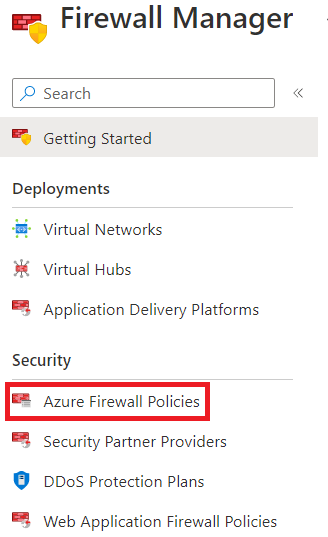 Firewall Manager
Search
Getting Started
Deployments
Virtual Networks
Virtual Hubs
Application Delivery Platforms
Security
Azure Firewall Policies
Security Partner Providers
DDoS Protection Plans
Web Application Firewall Policies